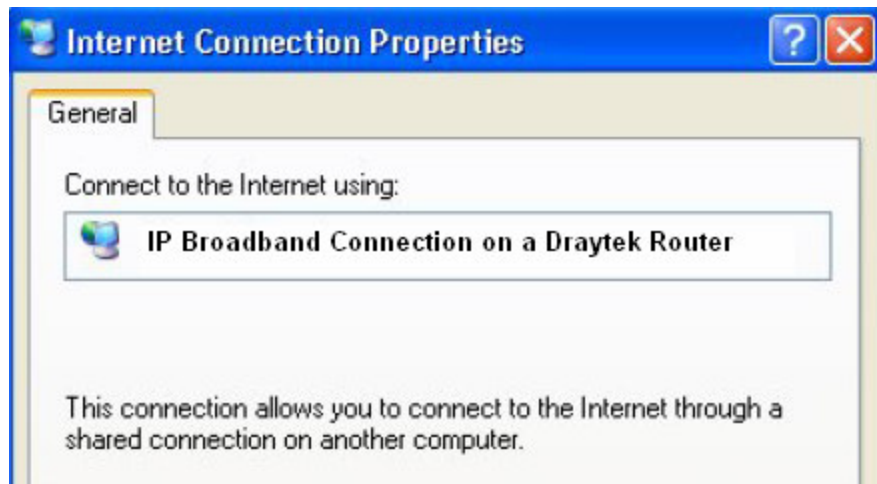 Internet Connection Properties
?
General
Connect to the Internet using:
IP Broadband Connection on a Draytek Router
This connection allows you to connect to the Internet through a
shared connection on another computer.